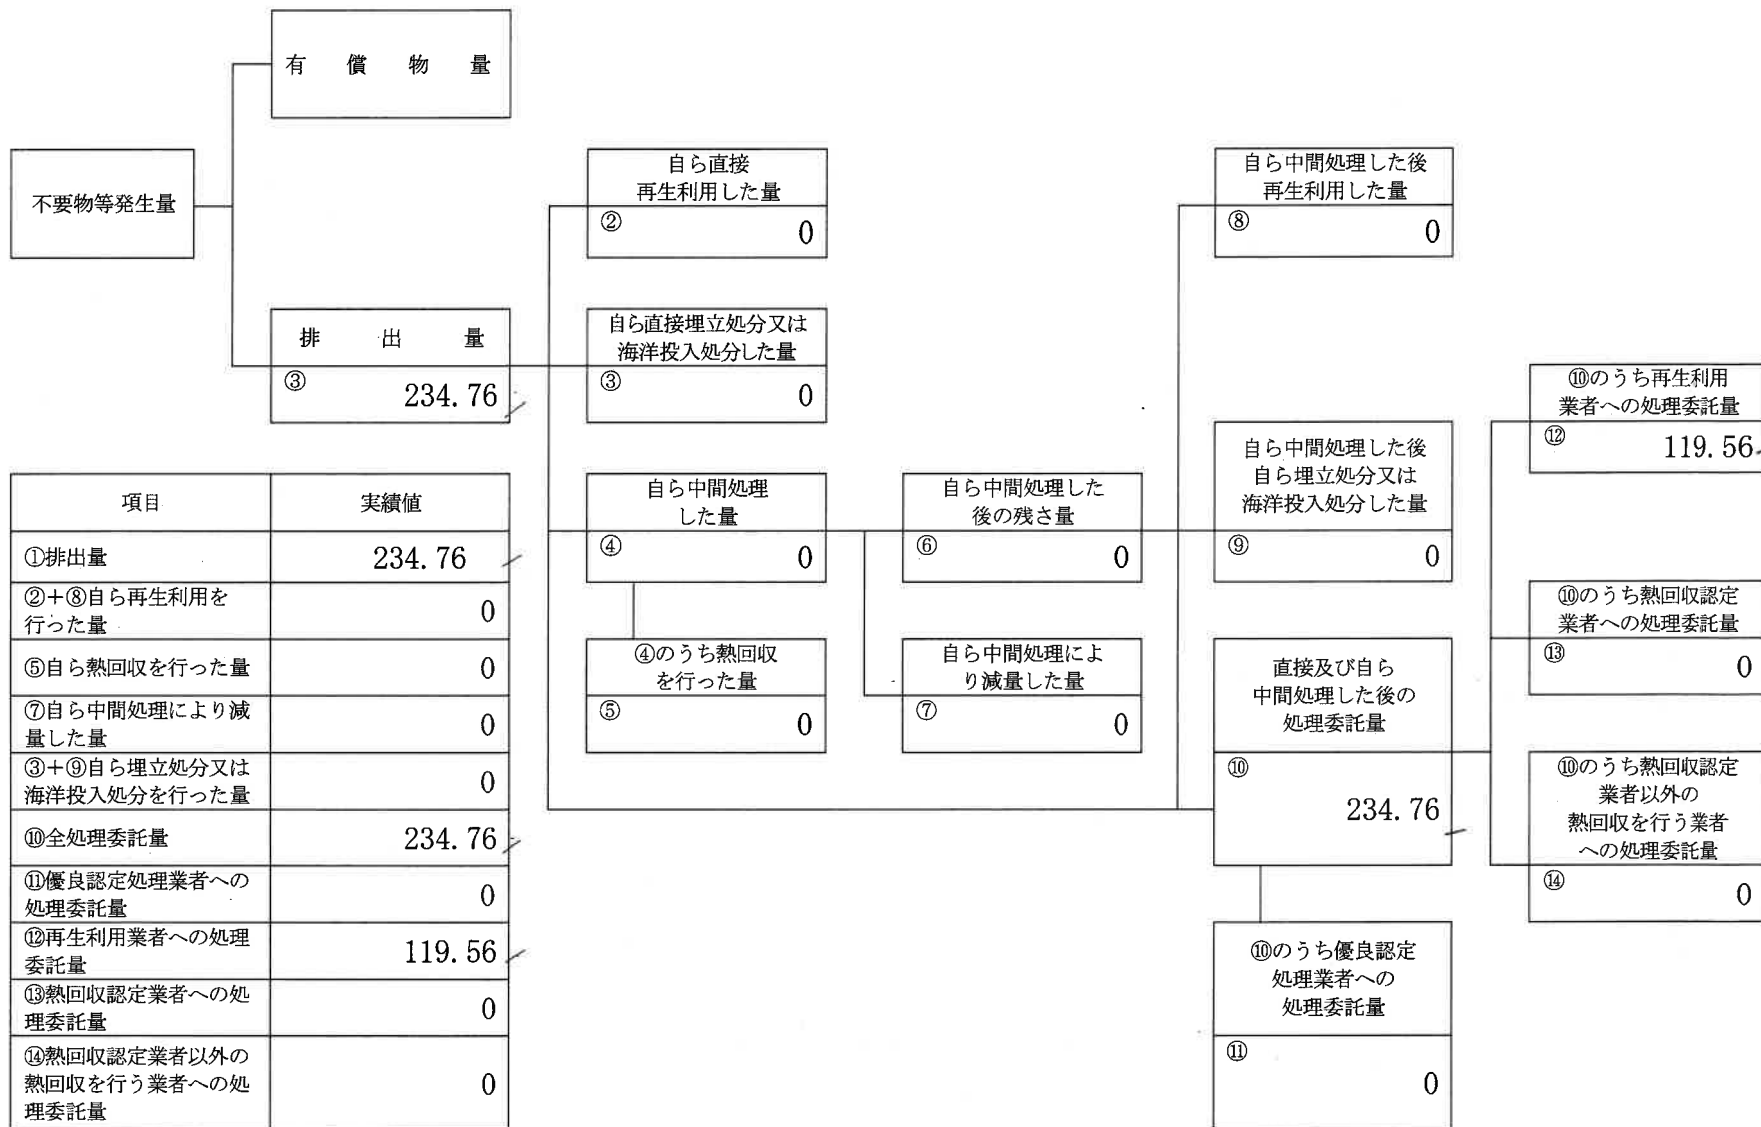 有償物量
不要物等発生量
排出量
③
234.76
自ら直接
再生利用した量
②
0
自ら直接埋立処分又は
海洋投入処分した量
③
0
自ら中間処理
した量
④
0
④のうち熱回収
を行った量
⑤
0
自ら中間処理した
後の残さ量
⑥
0
自ら中間処理によ
り減量した量
⑦
0
自ら中間処理した後
再生利用した量
⑧
0
自ら中間処理した後
自ら埋立処分又は
海洋投入処分した量
⑨
0
直接及び自ら
中間処理した後の
処理委託量
⑩
234.76
⑩のうち優良認定
処理業者への
処理委託量
⑪
0
⑩のうち再生利用
業者への処理委託量
⑫
119.56
⑩のうち熱回収認定
業者への処理委託量
⑬
0
⑩のうち熱回収認定
業者以外の
熱回収を行う業者
への処理委託量
⑭
0
項目 実績値
①排出量 234.76
②+⑧自ら再生利用を
行った量 0
⑤自ら熱回収を行った量 0
⑦自ら中間処理により減
量した量 0
③+⑨自ら埋立処分又は
海洋投入処分を行った量 0
⑩全処理委託量 234.76
⑪優良認定処理業者への
処理委託量 0
⑫再生利用業者への処理
委託量 119.56
⑬熱回収認定業者への処
理委託量 0
⑭熱回収認定業者以外の
熱回収を行う業者への処
理委託量 0